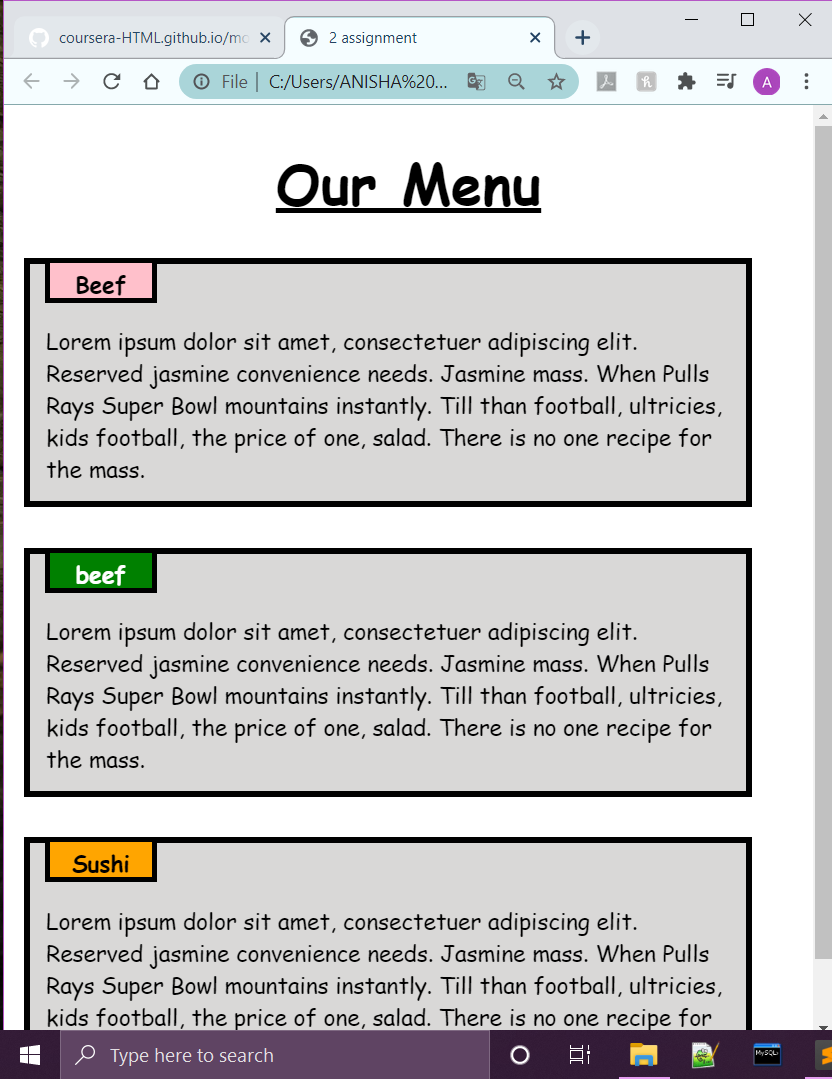 coursera-HTML.github.io/mo
2 assignment
File | C:/Users/ANISHA%20...
A
Our Menu
Beef
Lorem ipsum dolor sit amet, consectetuer adipiscing elit.
Reserved jasmine convenience needs. Jasmine mass. When Pulls
Rays Super Bowl mountains instantly. Till than football, ultricies,
kids football, the price of one, salad. There is no one recipe for
the mass.
beef
Lorem ipsum dolor sit amet, consectetuer adipiscing elit.
Reserved jasmine convenience needs. Jasmine mass. When Pulls
Rays Super Bowl mountains instantly. Till than football, ultricies,
kids football, the price of one, salad. There is no one recipe for
the mass.
Sushi
Lorem ipsum dolor sit amet, consectetuer adipiscing elit.
Reserved jasmine convenience needs. Jasmine mass. When Pulls
Rays Super Bowl mountains instantly. Till than football, ultricies,
kids football, the price of one, salad. There is no one recipe for
Type here to search
MySQL